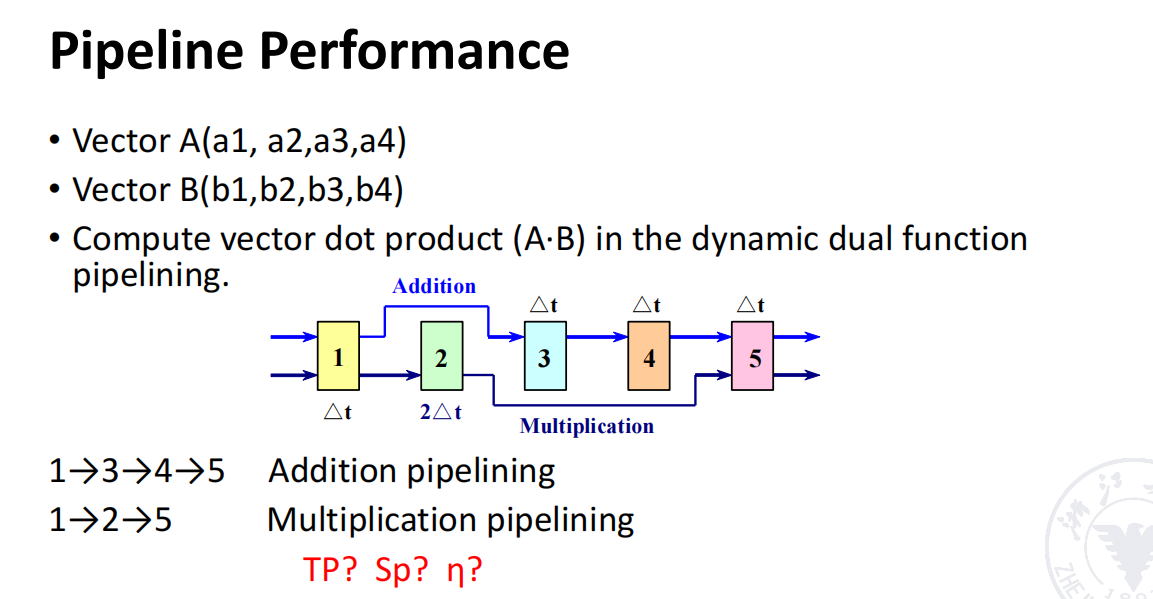 Pipeline Performance
• Vector A(a1, a2,a3,a4)
• Vector B(b1,b2,b3,b4)
• Compute vector dot product (A·B) in the dynamic dual function
pipelining.
Addition
△t △t △t
1 2 3 4 5
△t 2△t
Multiplication
1→3→4→5 Addition pipelining
1→2→5 Multiplication pipelining
TP? Sp? η?